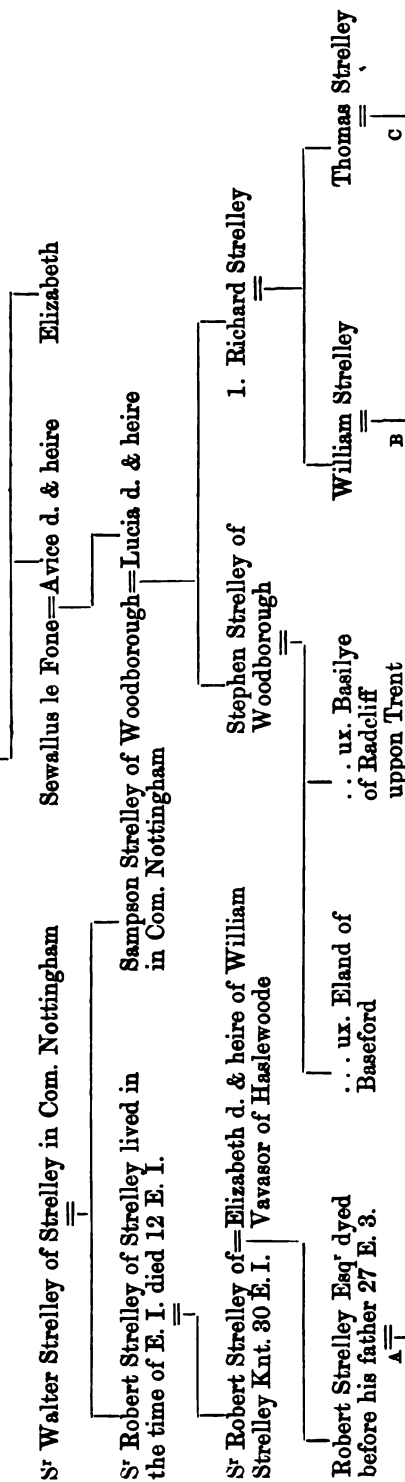 Elizabeth
Sewallus le Fone=Avice d. & heire
Sʳ Walter Strelley of Strelley in Com. Nottingham
Sampson Strelley of Woodborough=Lucia d. & heire
in Com. Nottingham
Sʳ Robert Strelley of Strelley lived in
the time of E. I. died 12 E. I.
Stephen Strelley of
Woodborough
1. Richard Strelley
Sʳ Robert Strelley of=Elizabeth d. & heire of William
Strelley Knt. 30 E. I. Vavasor of Haslewoode
Robert Strelley Esqʳ dyed
before his father 27 E. 3.
A
... ux. Eland of
Baseford
... ux. Basilye
of Radcliff
uppon Trent
William Strelley
B
Thomas Strelley
C